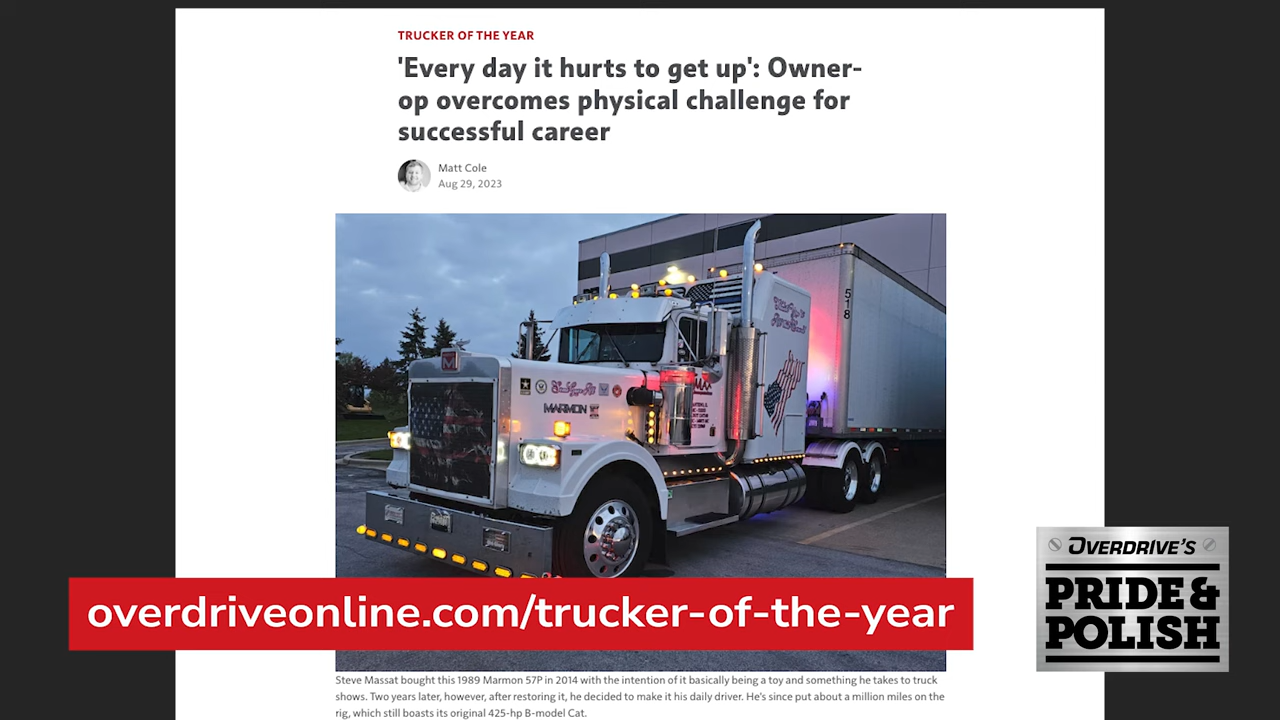 TRUCKER OF THE YEAR
'Every day it hurts to get up': Owner-
op overcomes physical challenge for
successful career
Matt Cole
Aug 29, 2023
518
MARMON
OVERDRIVE'S
PRIDE &
POLISH
overdriveonline.com/trucker-of-the-year
Steve Massat bought this 1989 Marmon 57P in 2014 with the intention of it basically being a toy and something he takes to truck
shows. Two years later, however, after restoring it, he decided to make it his daily driver. He's since put about a million miles on the
rig, which still boasts its original 425-hp B-model Cat.